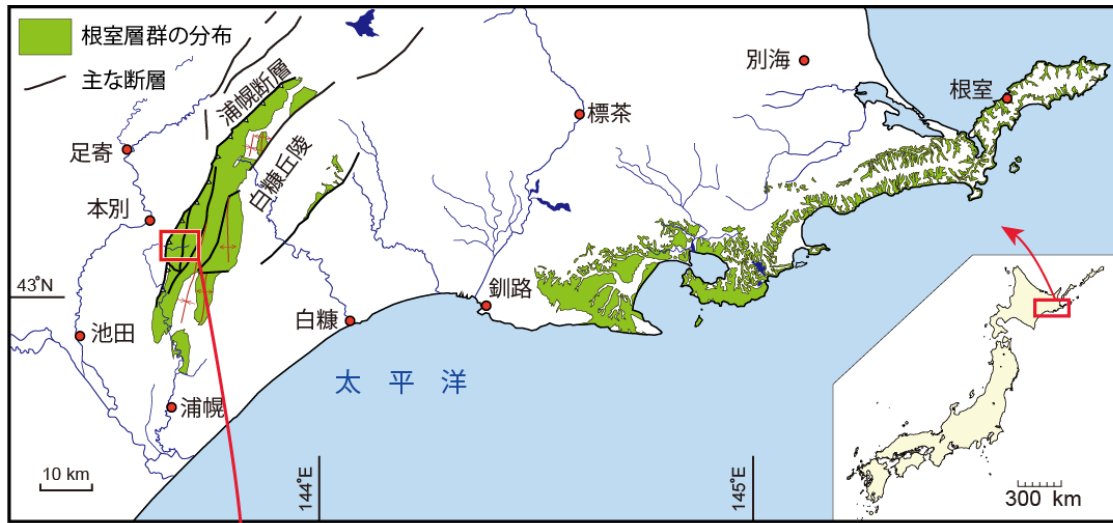 根室層群の分布
主な断層
浦幌断層
白糠丘陵
足寄
本別
池田
浦幌
白糠
釧路
標茶
別海
根室
太平洋
43°N
144°E
145°E
10 km
300 km